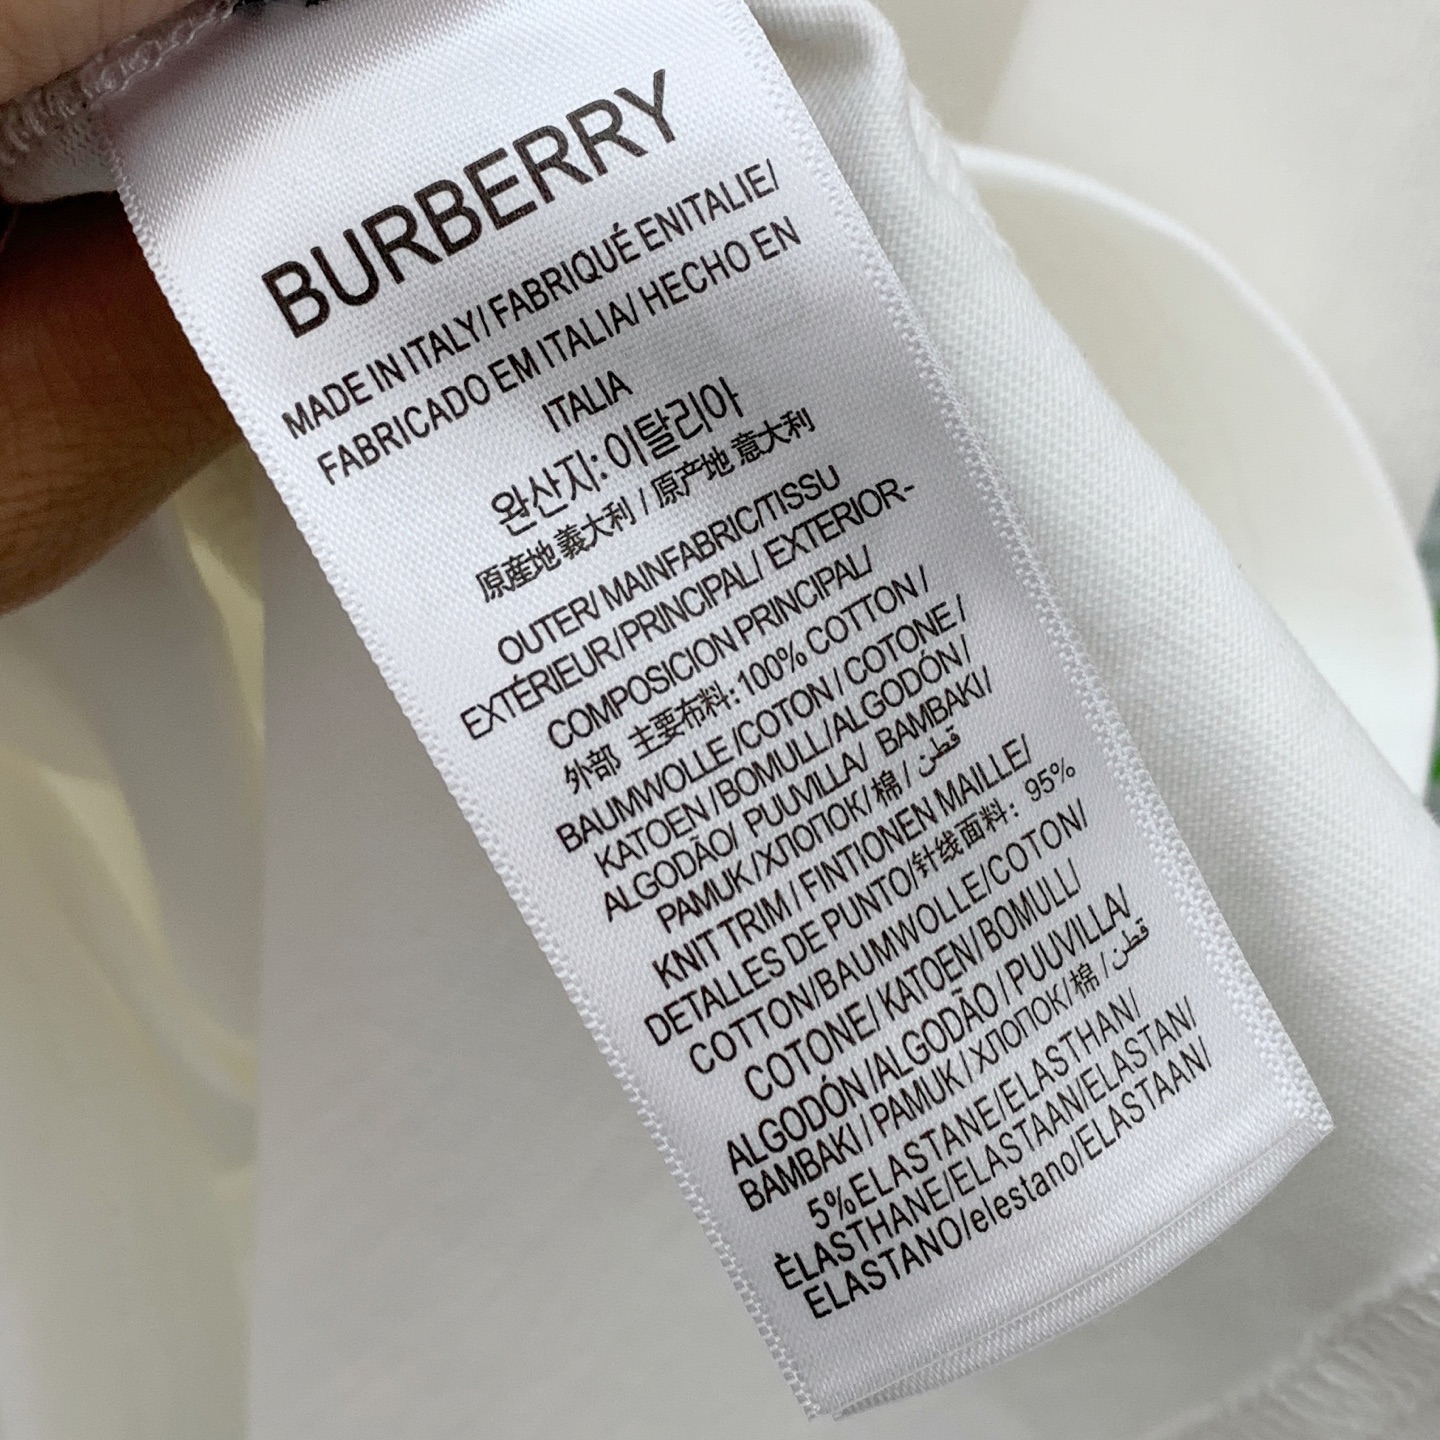 BURBERRY
MADE IN ITALY/ FABRIQUÉ ENITALIE/
FABRICADO EM ITALIA/ HECHO EN
ITALIA
완산지: 이탈리아
原産地 義大利 / 原产地 意大利
OUTER/ MAINFABRIC/TISSU
EXTÉRIEUR/PRINCIPAL/ EXTERIOR-
COMPOSICION PRINCIPAL/
外部 主要布料:100% COTTON /
BAUMWOLLE /COTON / COTONE /
KATOEN /BOMULL/ALGODÓN/
ALGODÃO/ PUUVILLA/ BAMBAKI/
PAMUK/ХЛОПОК/ 棉 / قطن
KNIT TRIM / FINTIONEN MAILLE/
DETALLES DE PUNTO/针线面料: 95%
COTTON/BAUMWOLLE/COTON/
COTONE/ KATOEN/BOMULL/
ALGODÓN /ALGODÃO / PUUVILLA/
BAMBAKI / PAMUK / ХЛОПОК/ 棉 / قطن
5%ELASTANE/ELASTHAN/
ÈLASTHANE/ELASTAAN/ELASTAN/
ELASTANO/elestano/ELASTAAN/